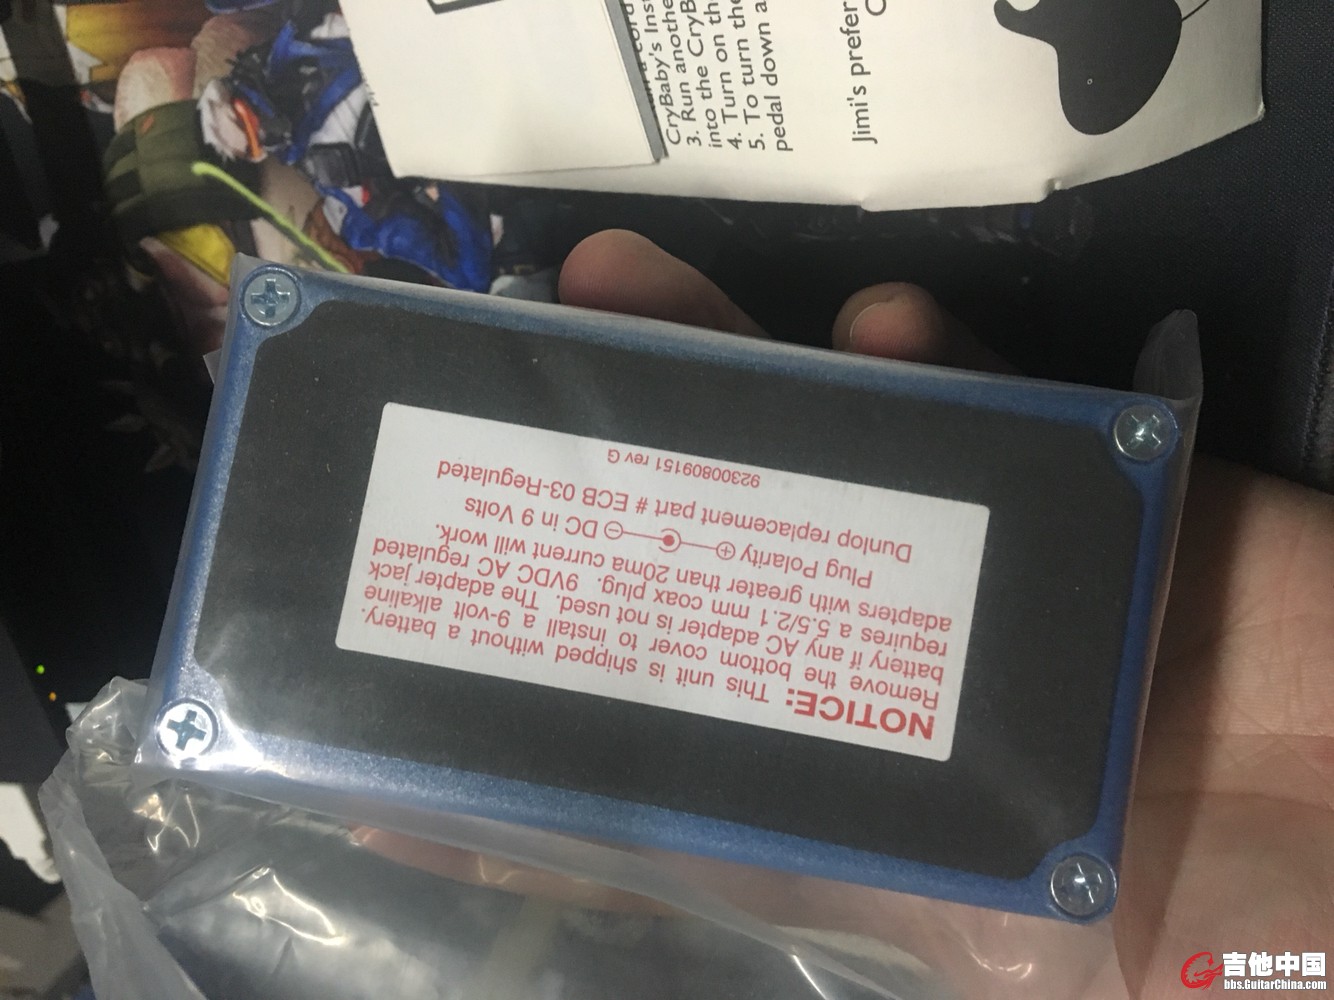 NOTICE: This unit is shipped without a battery.
Remove the bottom cover to install a 9-volt alkaline
battery if any AC adapter is not used. The adapter jack
requires a 5.5/2.1 mm coax plug. 9VDC AC regulated
adapters with greater than 20ma current will work.
Plug Polarity + - DC in 9 Volts
Dunlop replacement part # ECB 03-Regulated
92300809151 rev G
CryBaby's Inst
3. Run anothe
into the CryB
4. Turn on th
5. To turn the
pedal down a
Jimi's prefer
C
吉他中国
bbs.GuitarChina.com